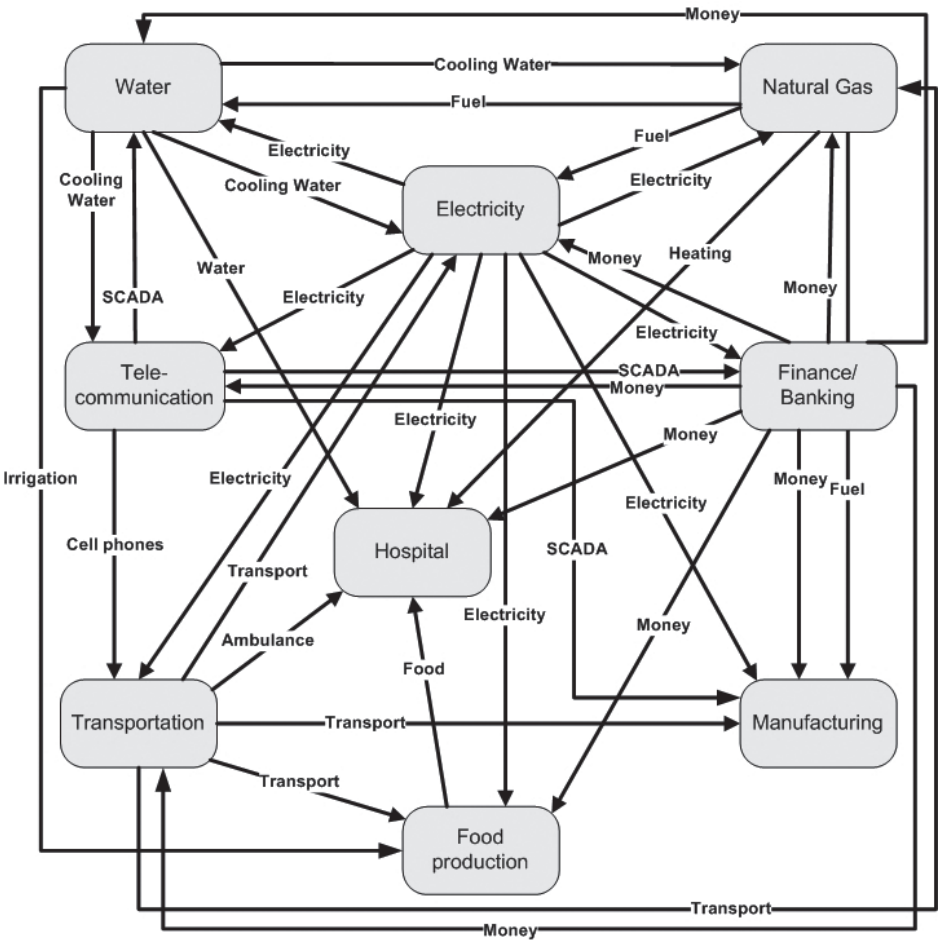 Money
Water
Cooling Water
Natural Gas
Fuel
Electricity
Fuel
Cooling
Water
Cooling Water
Electricity
Electricity
Water
Heating
Money
SCADA
Electricity
Money
Electricity
Tele-
communication
SCADA
Money
Finance/
Banking
Electricity
Money
Irrigation
Electricity
Money
Fuel
Electricity
Cell phones
Hospital
SCADA
Transport
Electricity
Ambulance
Money
Food
Transportation
Transport
Manufacturing
Transport
Food
production
Transport
Money